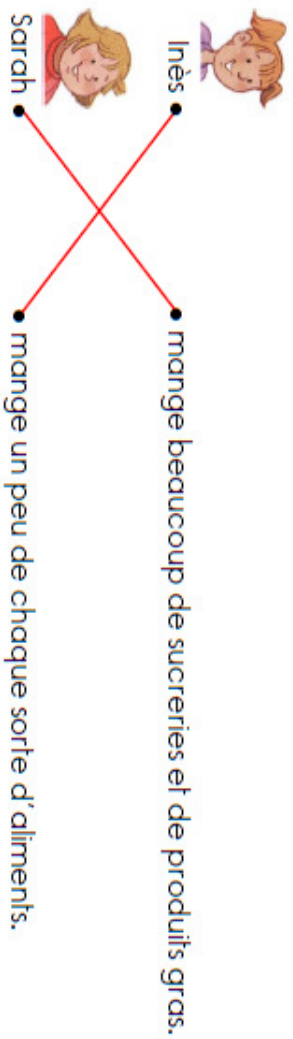 Inès • • mange beaucoup de sucreries et de produits gras.
Sarah • • mange un peu de chaque sorte d'aliments.